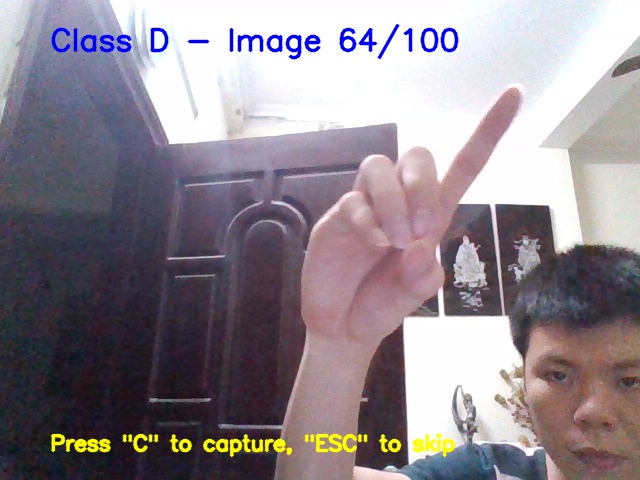 Class D - Image 64/100
Press "C" to capture, "ESC" to skip